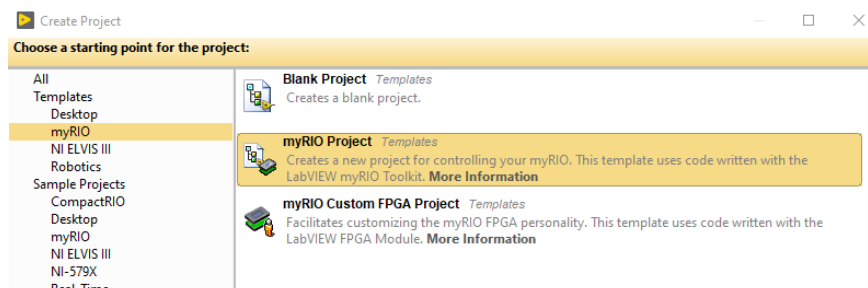 Create Project
Choose a starting point for the project:
All
Templates
Desktop
myRIO
NI ELVIS III
Robotics
Sample Projects
CompactRIO
Desktop
myRIO
NI ELVIS III
NI-579X
Real-Time
Blank Project Templates
Creates a blank project.
myRIO Project Templates
Creates a new project for controlling your myRIO. This template uses code written with the
LabVIEW myRIO Toolkit. More Information
myRIO Custom FPGA Project Templates
Facilitates customizing the myRIO FPGA personality. This template uses code written with the
LabVIEW FPGA Module. More Information